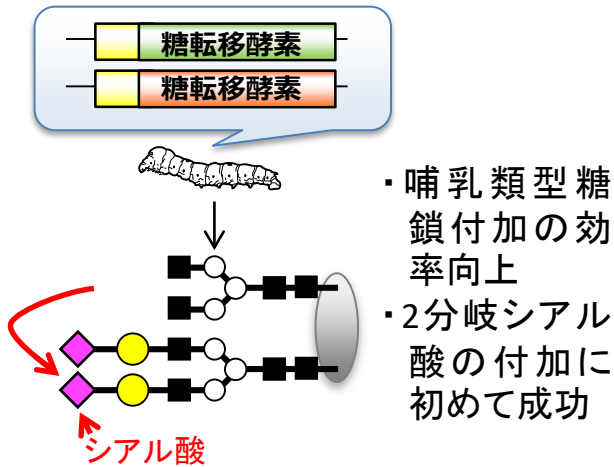 糖転移酵素
糖転移酵素
・哺乳類型糖
鎖付加の効
率向上
・2分岐シアル
酸の付加に
初めて成功
シアル酸